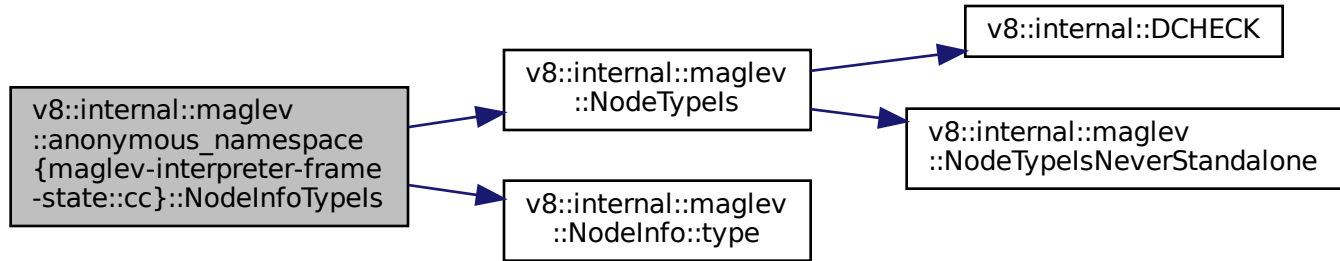 v8::internal::maglev
::anonymous_namespace
{maglev-interpreter-frame
-state::cc}::NodeInfoTypeIs
v8::internal::maglev
::NodeTypeIs
v8::internal::maglev
::NodeInfo::type
v8::internal::DCHECK
v8::internal::maglev
::NodeTypeIsNeverStandalone